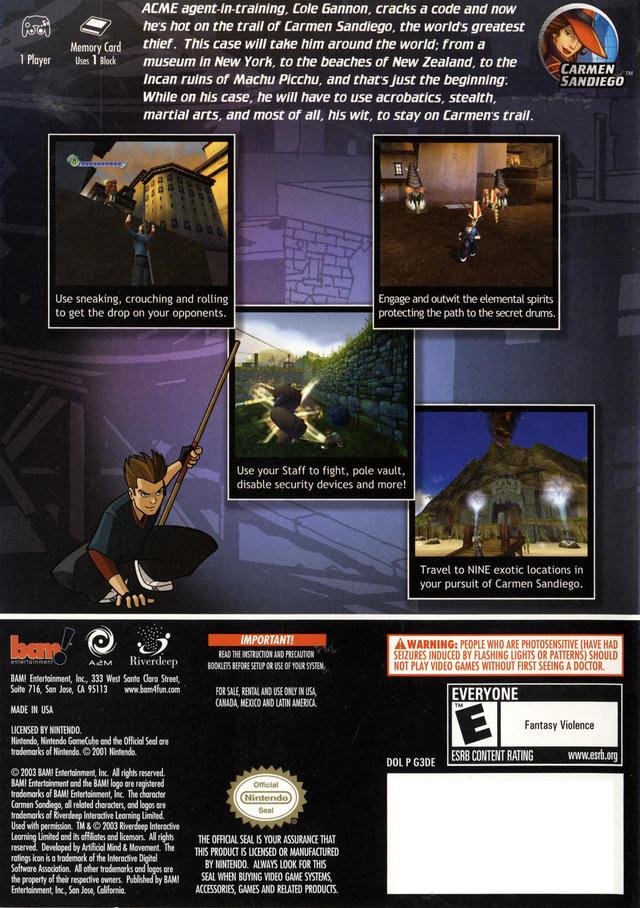 ACME agent-in-training, Cole Gannon, cracks a code and now
he's hot on the trail of Carmen Sandiego, the world's greatest
thief. This case will take him around the world; from a
museum in New York, to the beaches of New Zealand, to the
Incan ruins of Machu Picchu, and that's just the beginning.
While on his case, he will have to use acrobatics, stealth,
martial arts, and most of all, his wit, to stay on Carmen's trail.
1 Player
Memory Card
Uses 1 Block
CARMEN
SANDIEGO™
Use sneaking, crouching and rolling
to get the drop on your opponents.
Engage and outwit the elemental spirits
protecting the path to the secret drums.
Use your Staff to fight, pole vault,
disable security devices and more!
Travel to NINE exotic locations in
your pursuit of Carmen Sandiego.
bam!
entertainment
A2M
Riverdeep
BAM! Entertainment, Inc., 333 West Santa Clara Street,
Suite 716, San Jose, CA 95113 www.bam4fun.com
MADE IN USA
LICENSED BY NINTENDO.
Nintendo, Nintendo GameCube and the Official Seal are
trademarks of Nintendo. © 2001 Nintendo.
© 2003 BAM! Entertainment, Inc. All rights reserved.
BAM! Entertainment and the BAM! logo are registered
trademarks of BAM! Entertainment, Inc. The character
Carmen Sandiego, all related characters, and logos are
trademarks of Riverdeep Interactive Learning Limited.
Used with permission. TM & © 2003 Riverdeep Interactive
Learning Limited and its affiliates and licensors. All rights
reserved. Developed by Artificial Mind & Movement. The
ratings icon is a trademark of the Interactive Digital
Software Association. All other trademarks and logos are
the property of their respective owners. Published by BAM!
Entertainment, Inc., San Jose, California.
IMPORTANT!
READ THE INSTRUCTION AND PRECAUTION
BOOKLETS BEFORE SETUP OR USE OF YOUR SYSTEM.
FOR SALE, RENTAL AND USE ONLY IN USA,
CANADA, MEXICO AND LATIN AMERICA.
Official
Nintendo
Seal
THE OFFICIAL SEAL IS YOUR ASSURANCE THAT
THIS PRODUCT IS LICENSED OR MANUFACTURED
BY NINTENDO. ALWAYS LOOK FOR THIS
SEAL WHEN BUYING VIDEO GAME SYSTEMS,
ACCESSORIES, GAMES AND RELATED PRODUCTS.
WARNING: PEOPLE WHO ARE PHOTOSENSITIVE (HAVE HAD
SEIZURES INDUCED BY FLASHING LIGHTS OR PATTERNS) SHOULD
NOT PLAY VIDEO GAMES WITHOUT FIRST SEEING A DOCTOR.
EVERYONE
™
E
Fantasy Violence
ESRB CONTENT RATING www.esrb.org
DOL P G3DE